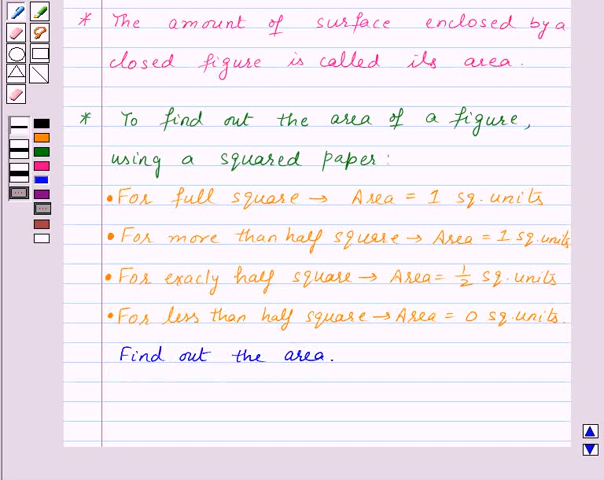 * The amount of surface enclosed by a
closed figure is called its area.
* To find out the area of a figure,
using a squared paper:
• For full square → Area = 1 sq. units
• For more than half square → Area = 1 sq. units
• For exacly half square → Area = 1/2 sq. units
• For less than half square → Area = 0 sq. units.
Find out the area.